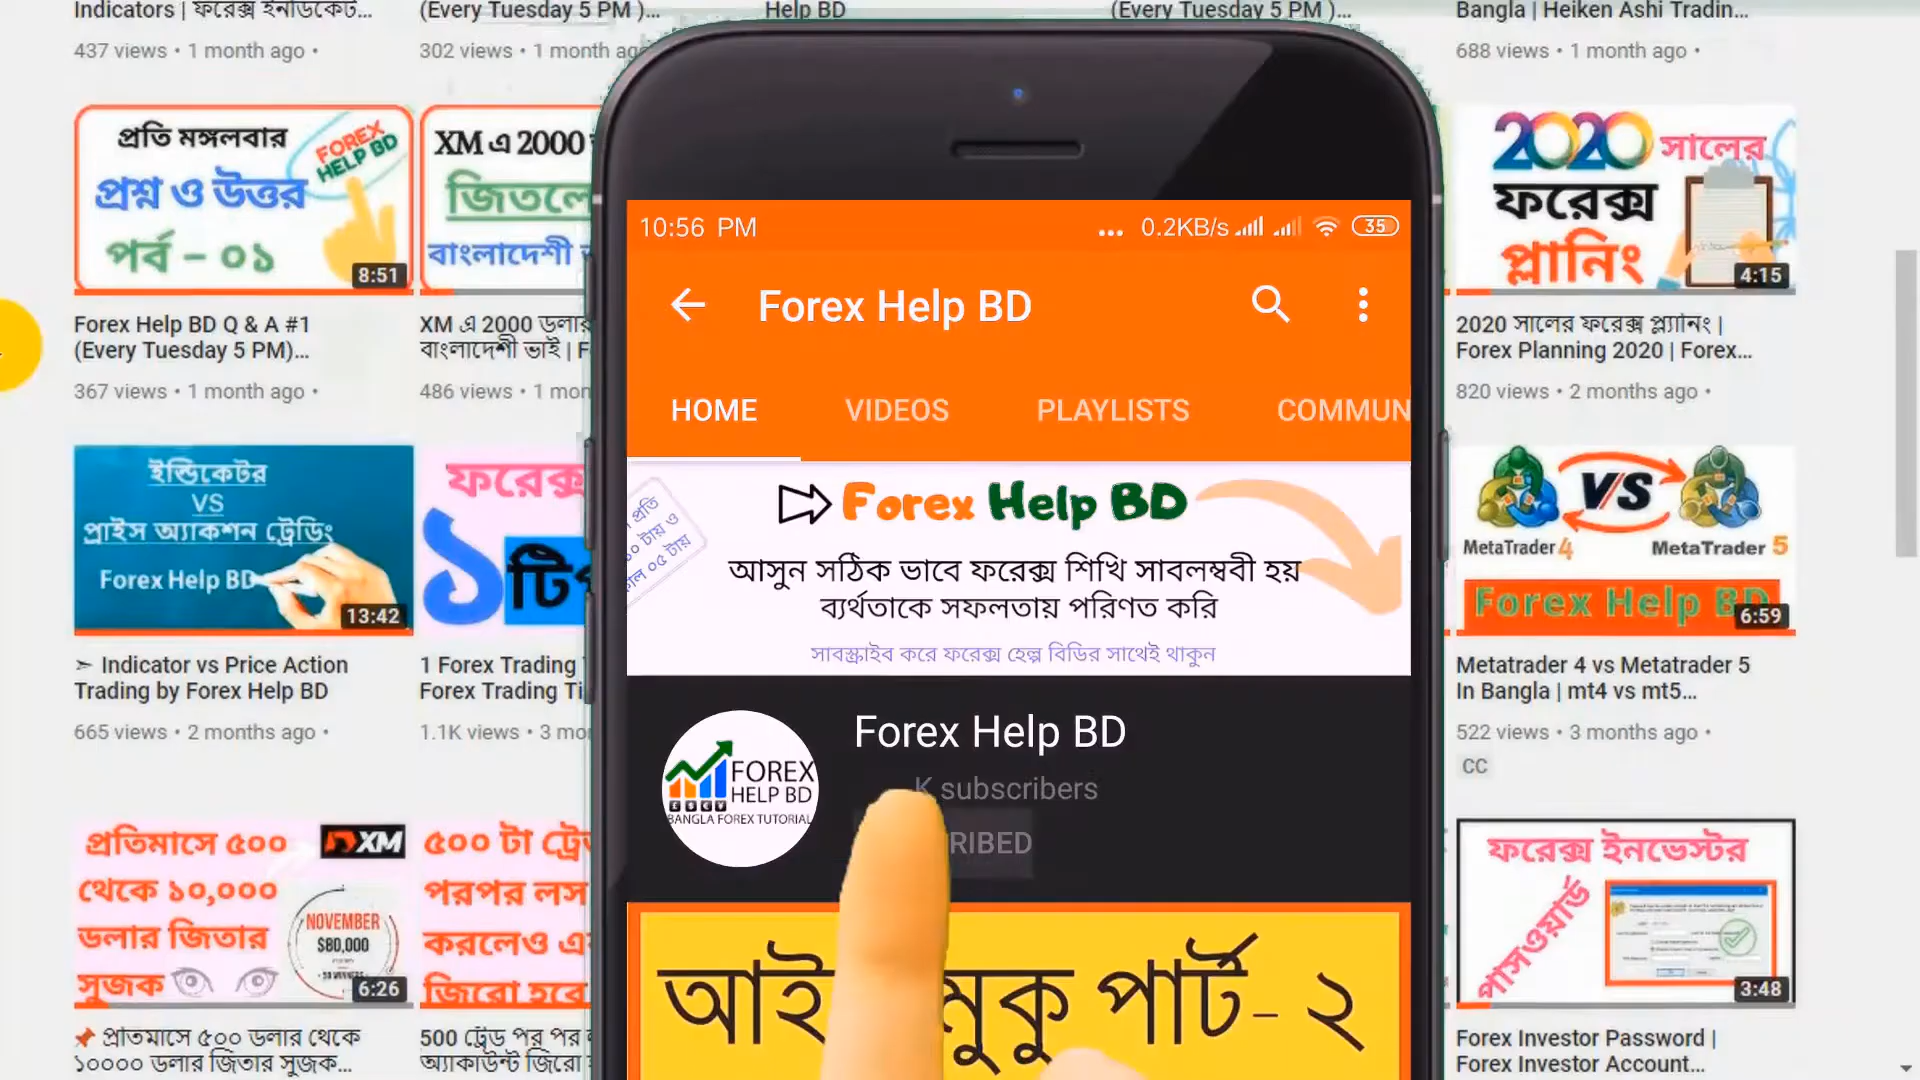 Indicators | ফরেক্স ইনডিকেট...
437 views • 1 month ago •
(Every Tuesday 5 PM )...
302 views • 1 month ag
Help BD
(Every Tuesday 5 PM )...
Bangla | Heiken Ashi Tradin...
688 views • 1 month ago •
প্রতি মঙ্গলবার
FOREX
HELP BD
প্রশ্ন ও উত্তর
পর্ব – ০১
8:51
Forex Help BD Q & A #1
(Every Tuesday 5 PM)...
367 views • 1 month ago •
XM এ 2000
জিতলে
বাংলাদেশী
XM এ 2000 ডলার
বাংলাদেশী ভাই | F
486 views • 1 mon
2020 সালের
ফরেক্স
প্লানিং
4:15
2020 সালের ফরেক্স প্ল্যানিং |
Forex Planning 2020 | Forex...
820 views • 2 months ago •
ইন্ডিকেটর
VS
প্রাইস অ্যাকশন ট্রেডিং
Forex Help BD
13:42
➣ Indicator vs Price Action
Trading by Forex Help BD
665 views • 2 months ago •
ফরেক্স
১ টি
1 Forex Trading
Forex Trading Ti
1.1K views • 3 mo
V/S
MetaTrader 4
MetaTrader 5
Forex Help BD
6:59
Metatrader 4 vs Metatrader 5
In Bangla | mt4 vs mt5...
522 views • 3 months ago •
CC
প্রতিমাসে ৫০০
XM
থেকে ১০,০০০
ডলার জিতার
সুজক
NOVEMBER
$80,000
6:26
📌 প্রতিমাসে ৫০০ ডলার থেকে
১০০০০ ডলার জিতার সুজক...
৫০০ টা ট্রে
পরপর লস
করলেও এ
জিরো হবে
500 ট্রেড পর পর
অ্যাকাউন্ট জিরো
ফরেক্স ইনভেস্টর
পাসওয়ার্ড
3:48
Forex Investor Password |
Forex Investor Account...
10:56 PM
... 0.2KB/s
35
Forex Help BD
HOME
VIDEOS
PLAYLISTS
COMMUN
প্রতি
০ টায় ও
০৫ টায়
Forex Help BD
আসুন সঠিক ভাবে ফরেক্স শিখি সাবলম্বী হয়
ব্যর্থতাকে সফলতায় পরিণত করি
সাবস্ক্রাইব করে ফরেক্স হেল্প বিডির সাথেই থাকুন
FOREX
HELP BD
BANGLA FOREX TUTORIAL
Forex Help BD
K subscribers
RIBED
আই মুকু পার্ট- ২